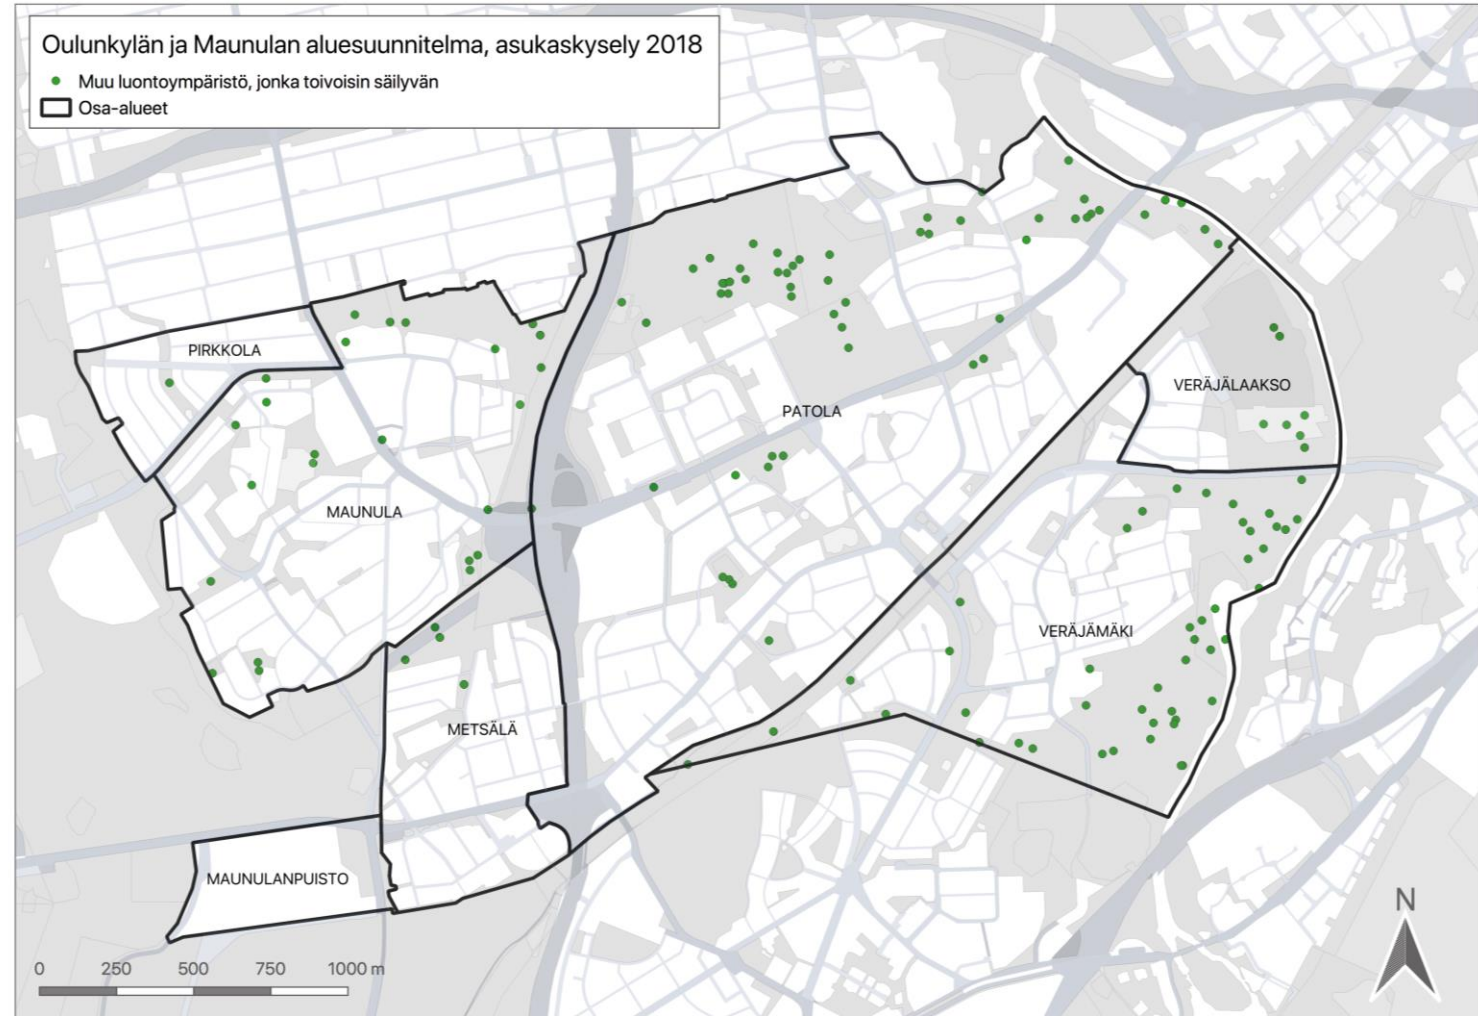 Oulunkylän ja Maunulan aluesuunnitelma, asukaskysely 2018
Muu luontoympäristö, jonka toivoisin säilyvän
Osa-alueet
PIRKKOLA
VERÄJÄLAAKSO
PATOLA
MAUNULA
VERÄJÄMÄKI
METSÄLÄ
MAUNULANPUISTO
N
0 250 500 750 1000 m